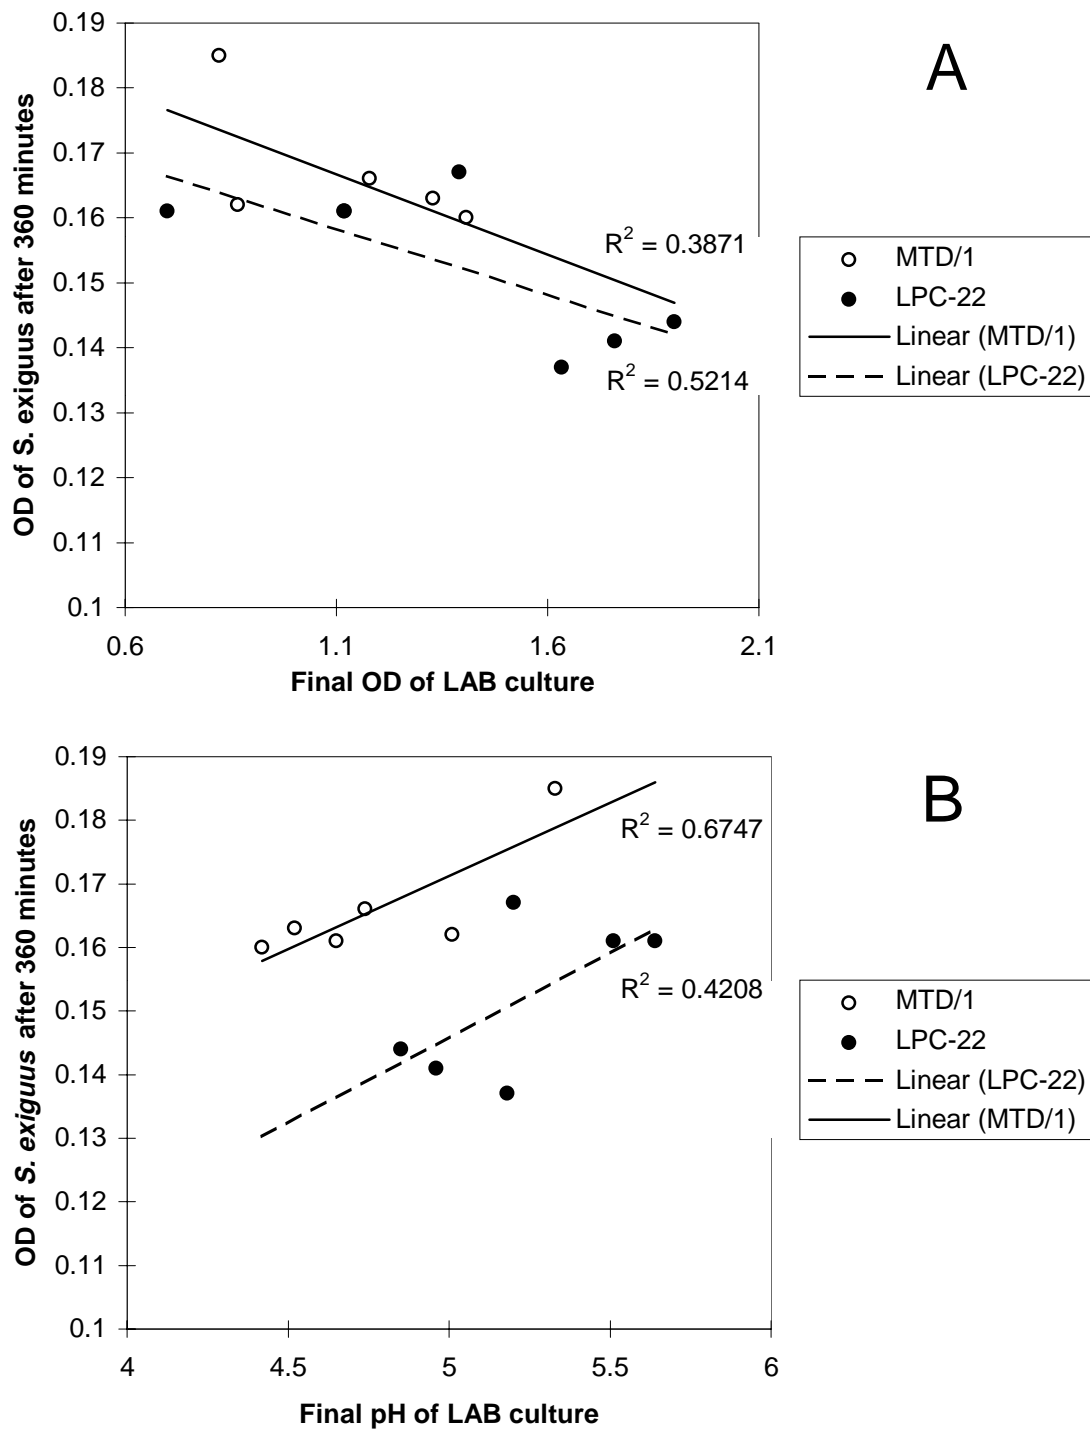 A
OD of S. exiguus after 360 minutes
0.19
0.18
0.17
0.16
0.15
0.14
0.13
0.12
0.11
0.1
R² = 0.3871
R² = 0.5214
0.6 1.1 1.6 2.1
Final OD of LAB culture
MTD/1
LPC-22
Linear (MTD/1)
Linear (LPC-22)
B
OD of S. exiguus after 360 minutes
0.19
0.18
0.17
0.16
0.15
0.14
0.13
0.12
0.11
0.1
R² = 0.6747
R² = 0.4208
4 4.5 5 5.5 6
Final pH of LAB culture
MTD/1
LPC-22
Linear (LPC-22)
Linear (MTD/1)